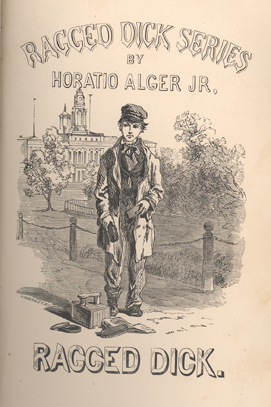 RAGGED DICK SERIES
BY
HORATIO ALGER JR,
RAGGED DICK.